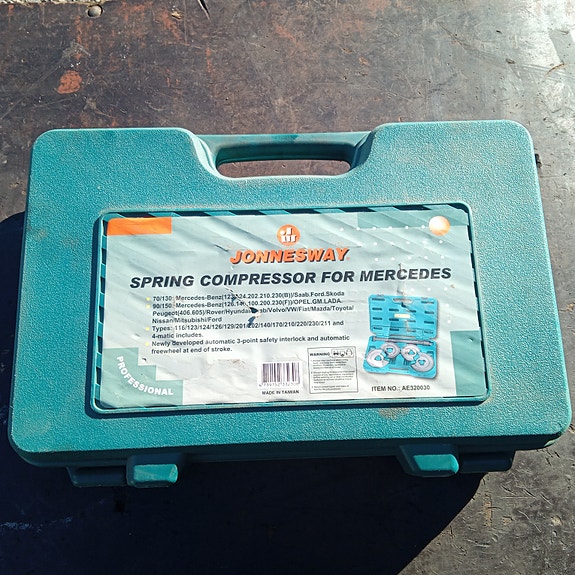 JONNESWAY
SPRING COMPRESSOR FOR MERCEDES
70/130: Mercedes-Benz(123.124.202.210.230(B))/Saab.Ford.Skoda
90/150: Mercedes-Benz(126.140.100.200.230(F))/OPEL.GM.LADA.
Peugeot(406.605)/Rover/Hyundai/ /Volvo/VW/Fiat/Mazda/Toyota/
Nissan/Mitsubishi/Ford
Types: 116/123/124/126/129/201/202/140/170/210/220/230/211 and
4-matic includes.
Newly developed automatic 3-point safety interlock and automatic
freewheel at end of stroke.
PROFESSIONAL
WARNING
MADE IN TAIWAN
ITEM NO.: AE320030